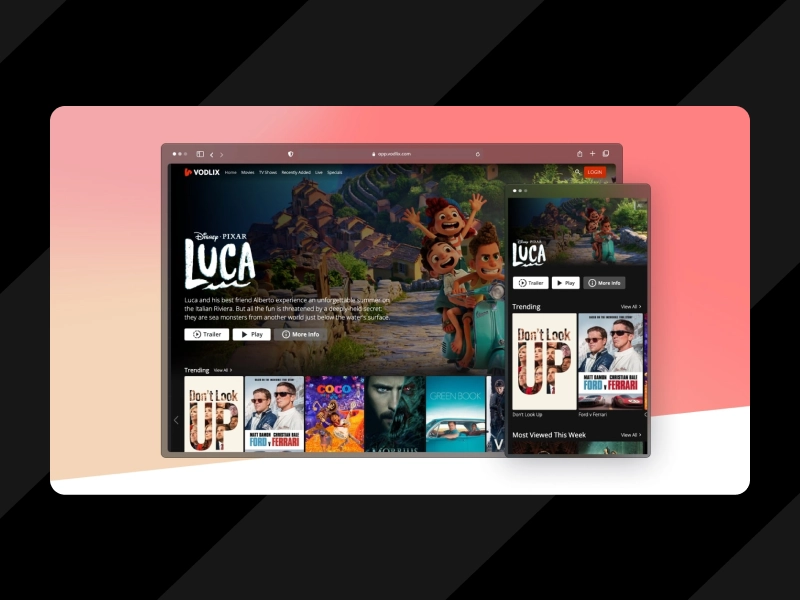 app.vodlix.com
VODLIX Home Movies TV Shows Recently Added Live Specials LOGIN
Disney · PIXAR
LUCA
Luca and his best friend Alberto experience an unforgettable summer on
the Italian Riviera. But all the fun is threatened by a deeply-held secret:
they are sea monsters from another world just below the water's surface.
Trailer Play More Info
Trending View All >
Don't Look
UP
MATT DAMON CHRISTIAN BALE
FORD v FERRARI
COCO
MORBIUS
GREEN BOOK
V
Disney · PIXAR
LUCA
Trailer Play More Info
Trending View All >
Don't Look
UP
MATT DAMON CHRISTIAN BALE
FORD v FERRARI
Don't Look Up Ford v Ferrari
Most Viewed This Week View All >